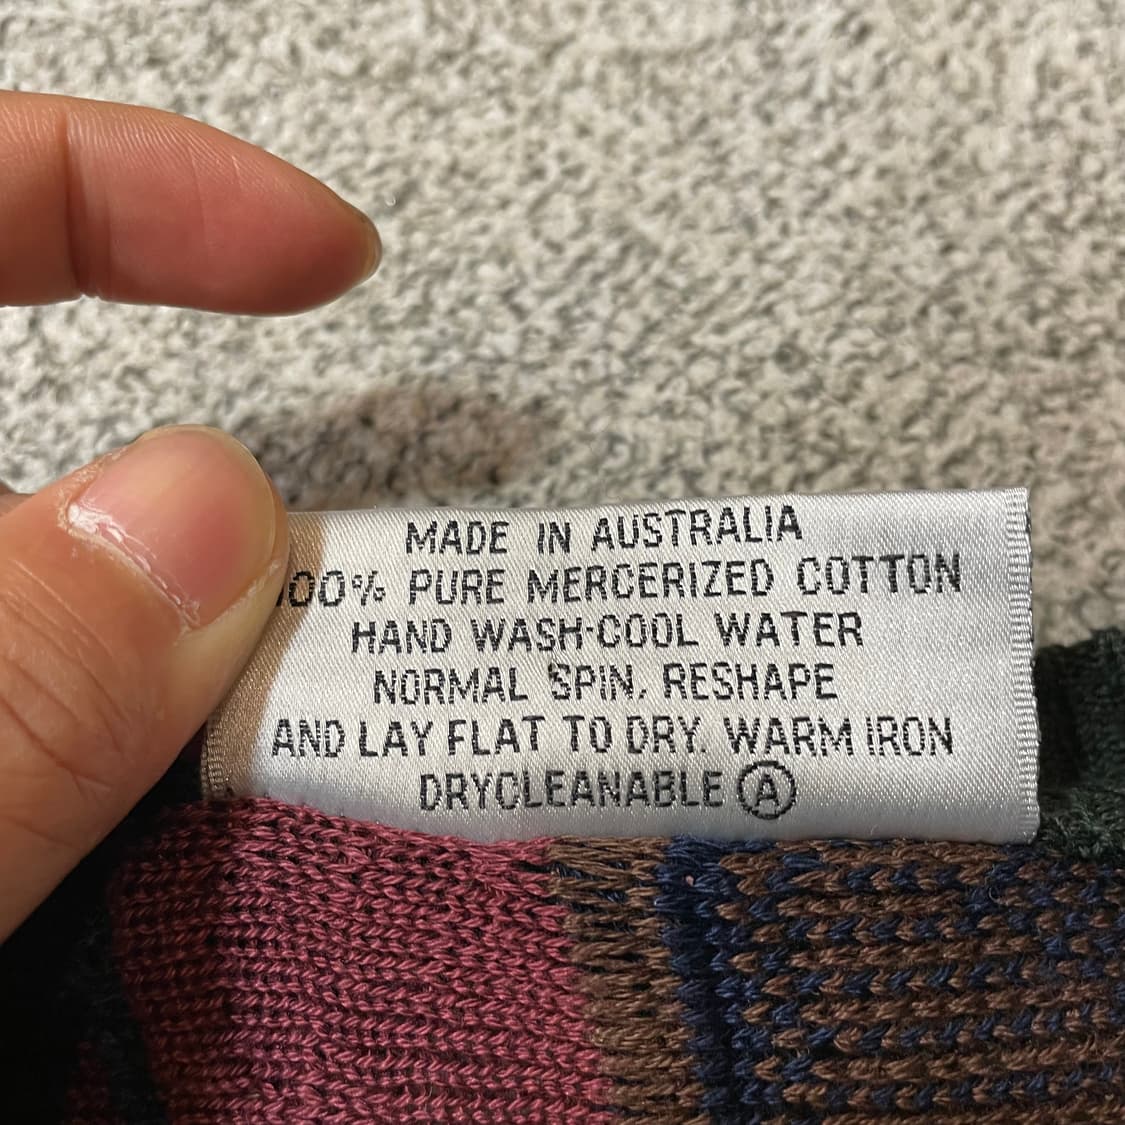 MADE IN AUSTRALIA
100% PURE MERCERIZED COTTON
HAND WASH-COOL WATER
NORMAL SPIN. RESHAPE
AND LAY FLAT TO DRY. WARM IRON
DRYCLEANABLE Ⓐ